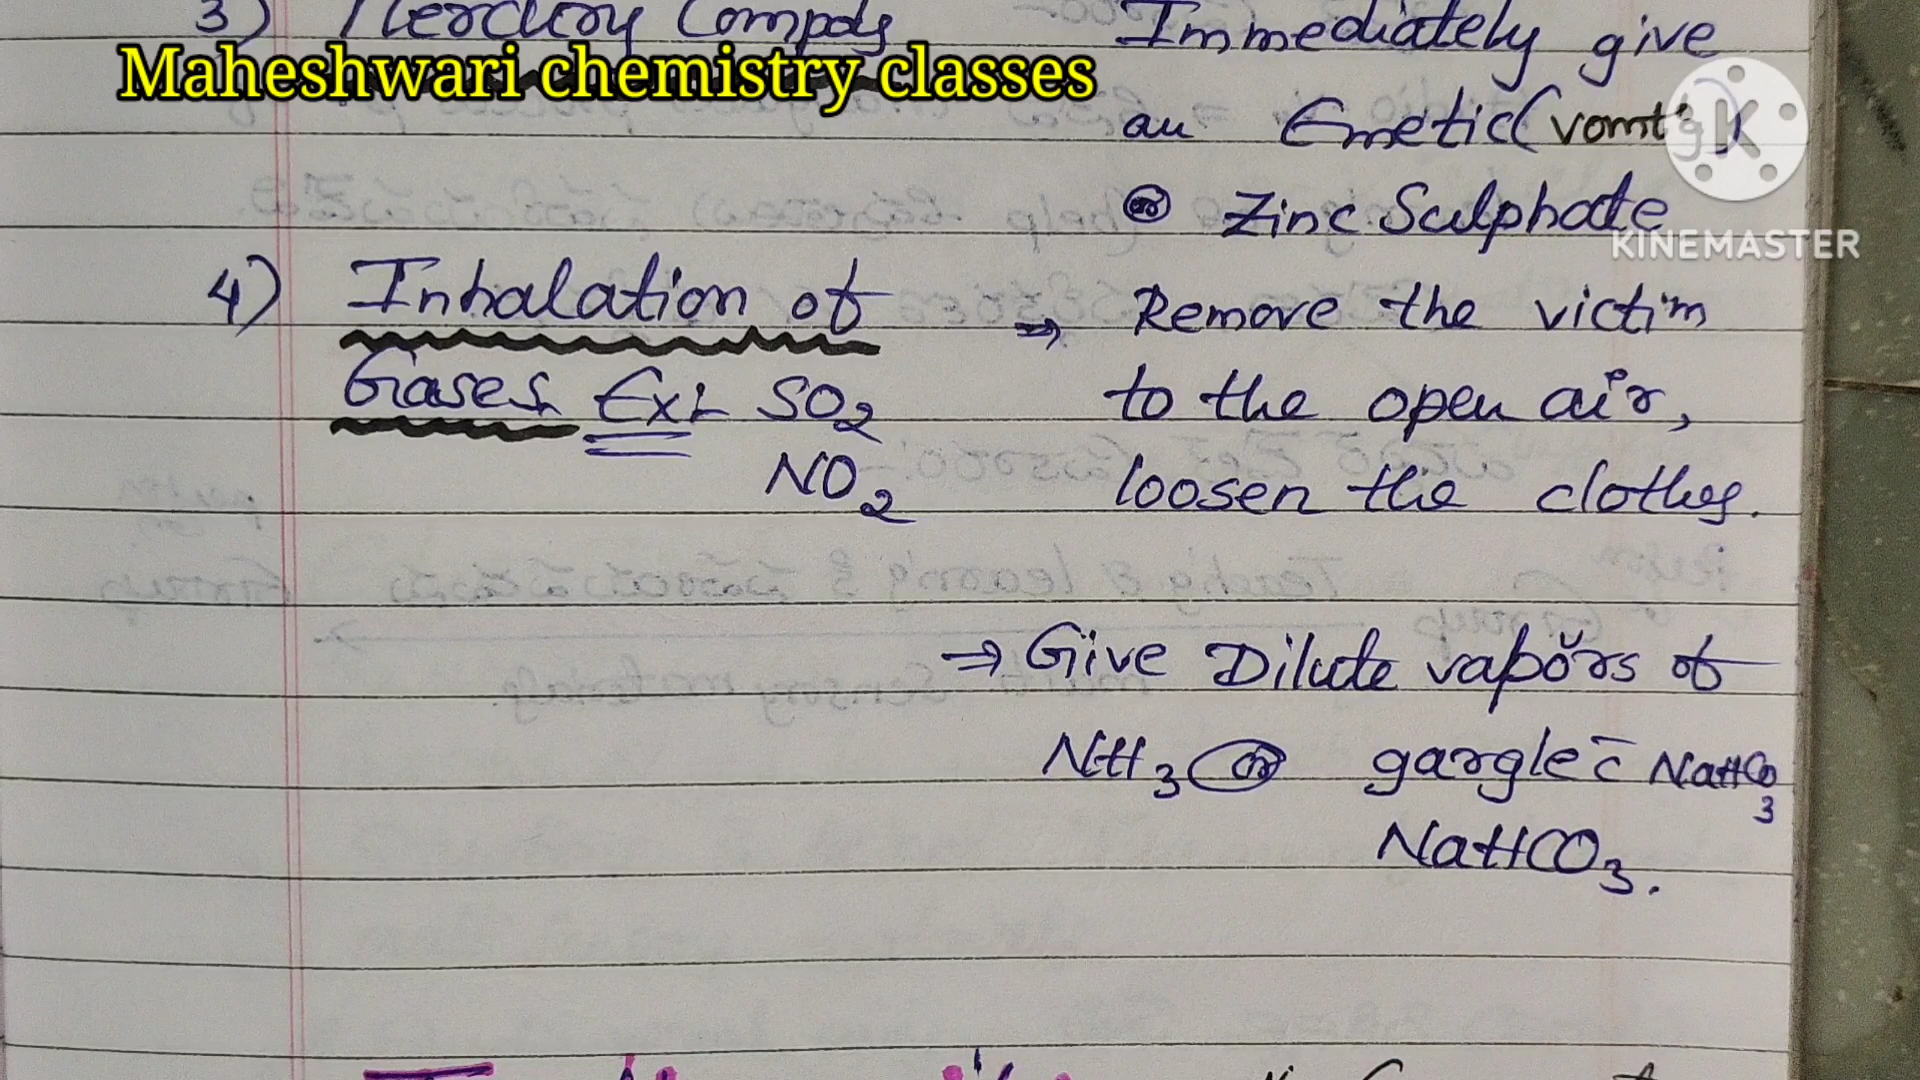 3) Mercury Compds Immediately give
Maheshwari chemistry classes
an Emetic (vomt'g)
or Zinc Sulphate
KINEMASTER
4) Inhalation of ⇒ Remove the victim
Gases Ex:- SO2 to the open air,
NO2 loosen the clothes.
⇒ Give Dilute vapors of
NH3 or gargle c̄ NaHCO3
NaHCO3.